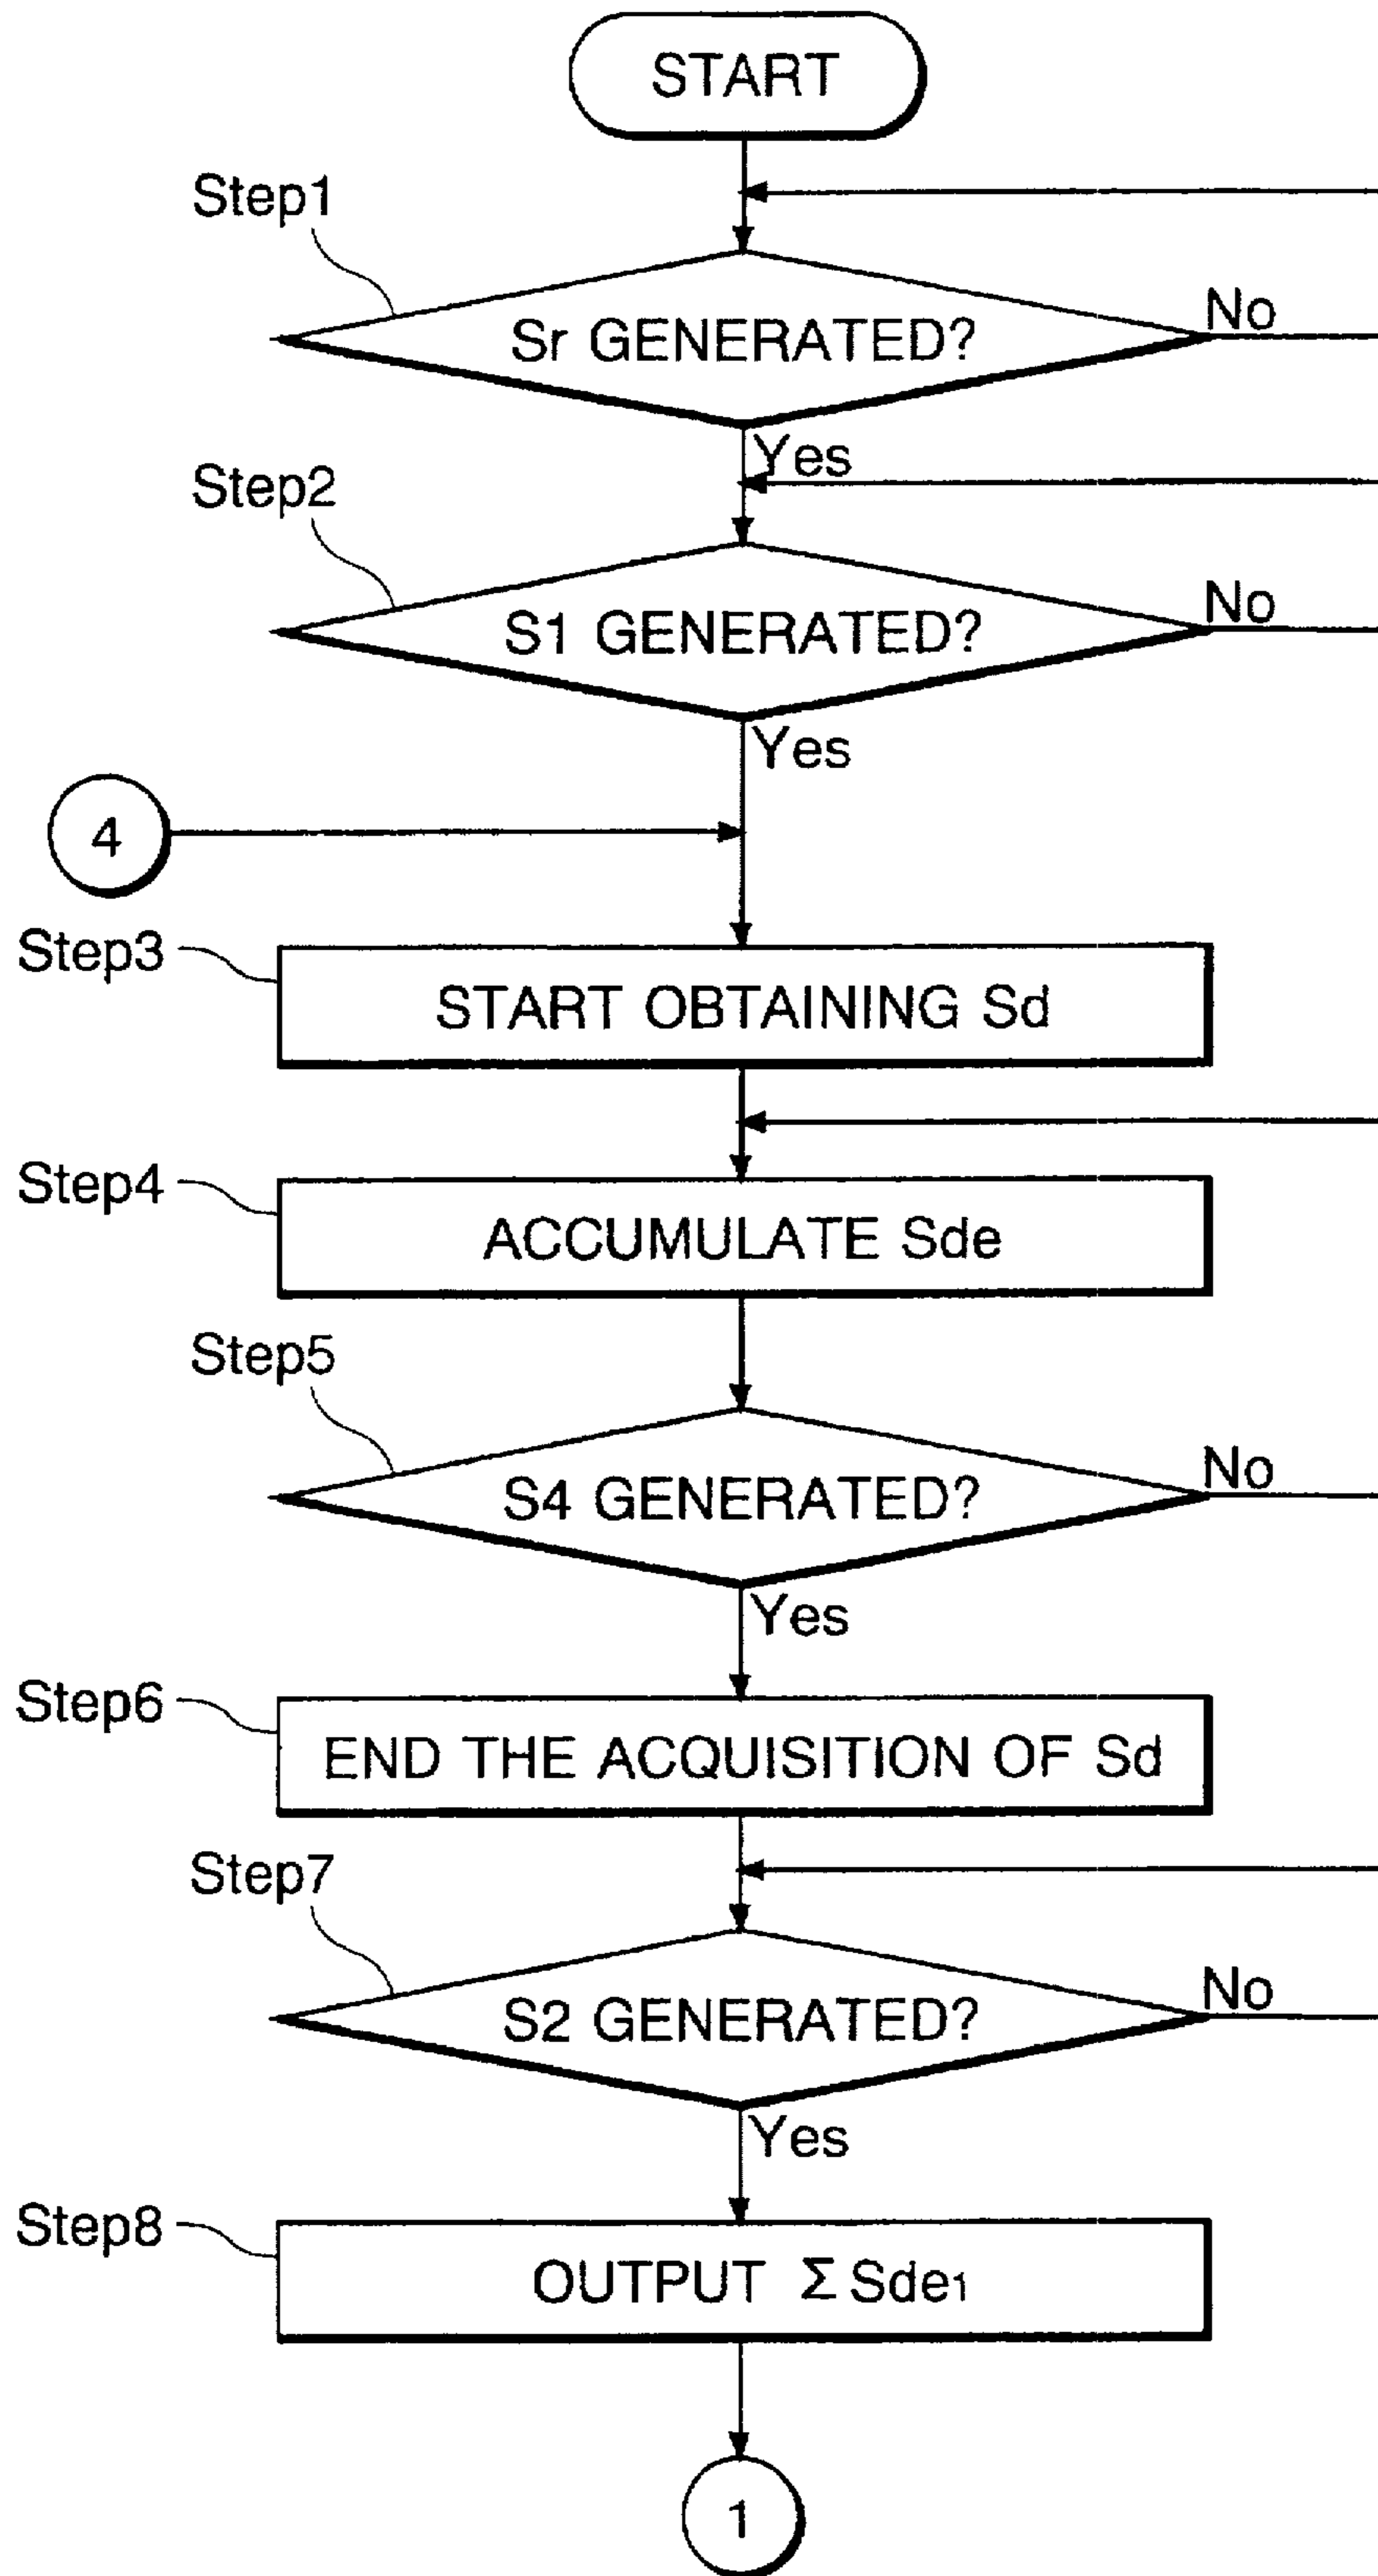 START
Step1
Sr GENERATED?
No
Yes
Step2
S1 GENERATED?
No
Yes
4
Step3
START OBTAINING Sd
Step4
ACCUMULATE Sde
Step5
S4 GENERATED?
No
Yes
Step6
END THE ACQUISITION OF Sd
Step7
S2 GENERATED?
No
Yes
Step8
OUTPUT Σ Sde1
1